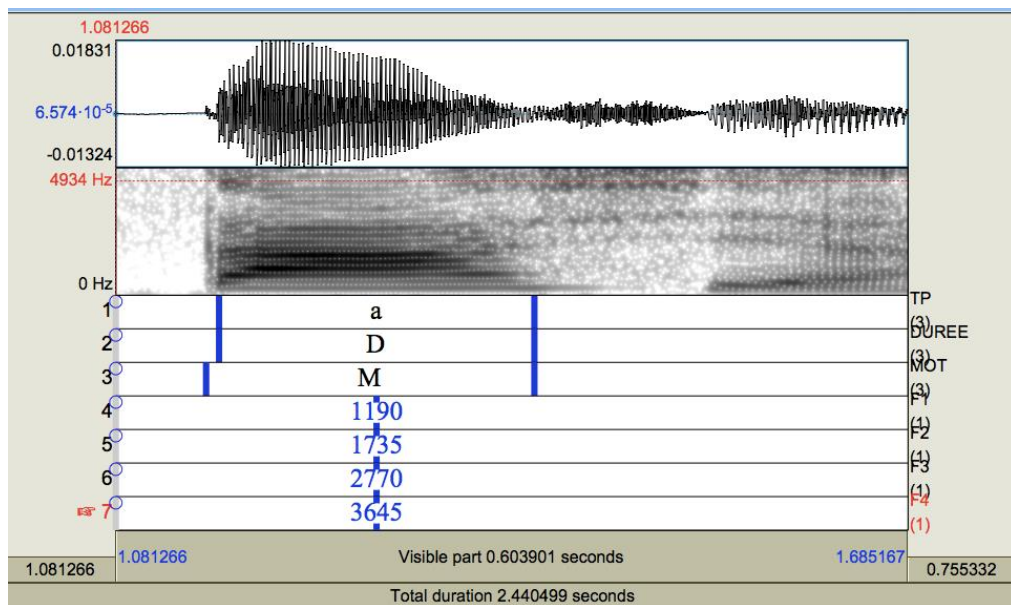 1.081266
0.01831
6.574·10-5
-0.01324
4934 Hz
0 Hz
1 a TP (3)
2 D DUREE (3)
3 M MOT (3)
4 1190 F1 (1)
5 1735 F2 (1)
6 2770 F3 (1)
7 3645 F4 (1)
1.081266 Visible part 0.603901 seconds 1.685167
1.081266 0.755332
Total duration 2.440499 seconds